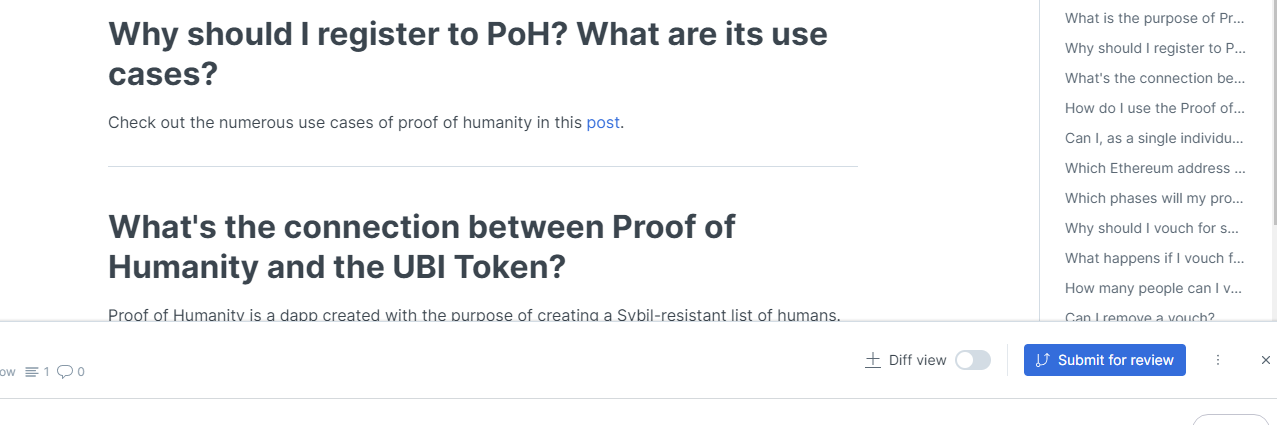 Why should I register to PoH? What are its use
cases?
Check out the numerous use cases of proof of humanity in this post.
What's the connection between Proof of
Humanity and the UBI Token?
Proof of Humanity is a dapp created with the purpose of creating a Sybil-resistant list of humans.
What is the purpose of Pr...
Why should I register to P...
What's the connection be...
How do I use the Proof of...
Can I, as a single individu...
Which Ethereum address ...
Which phases will my pro...
Why should I vouch for s...
What happens if I vouch f...
How many people can I v...
Can I remove a vouch?
ow 1 0
Diff view
Submit for review